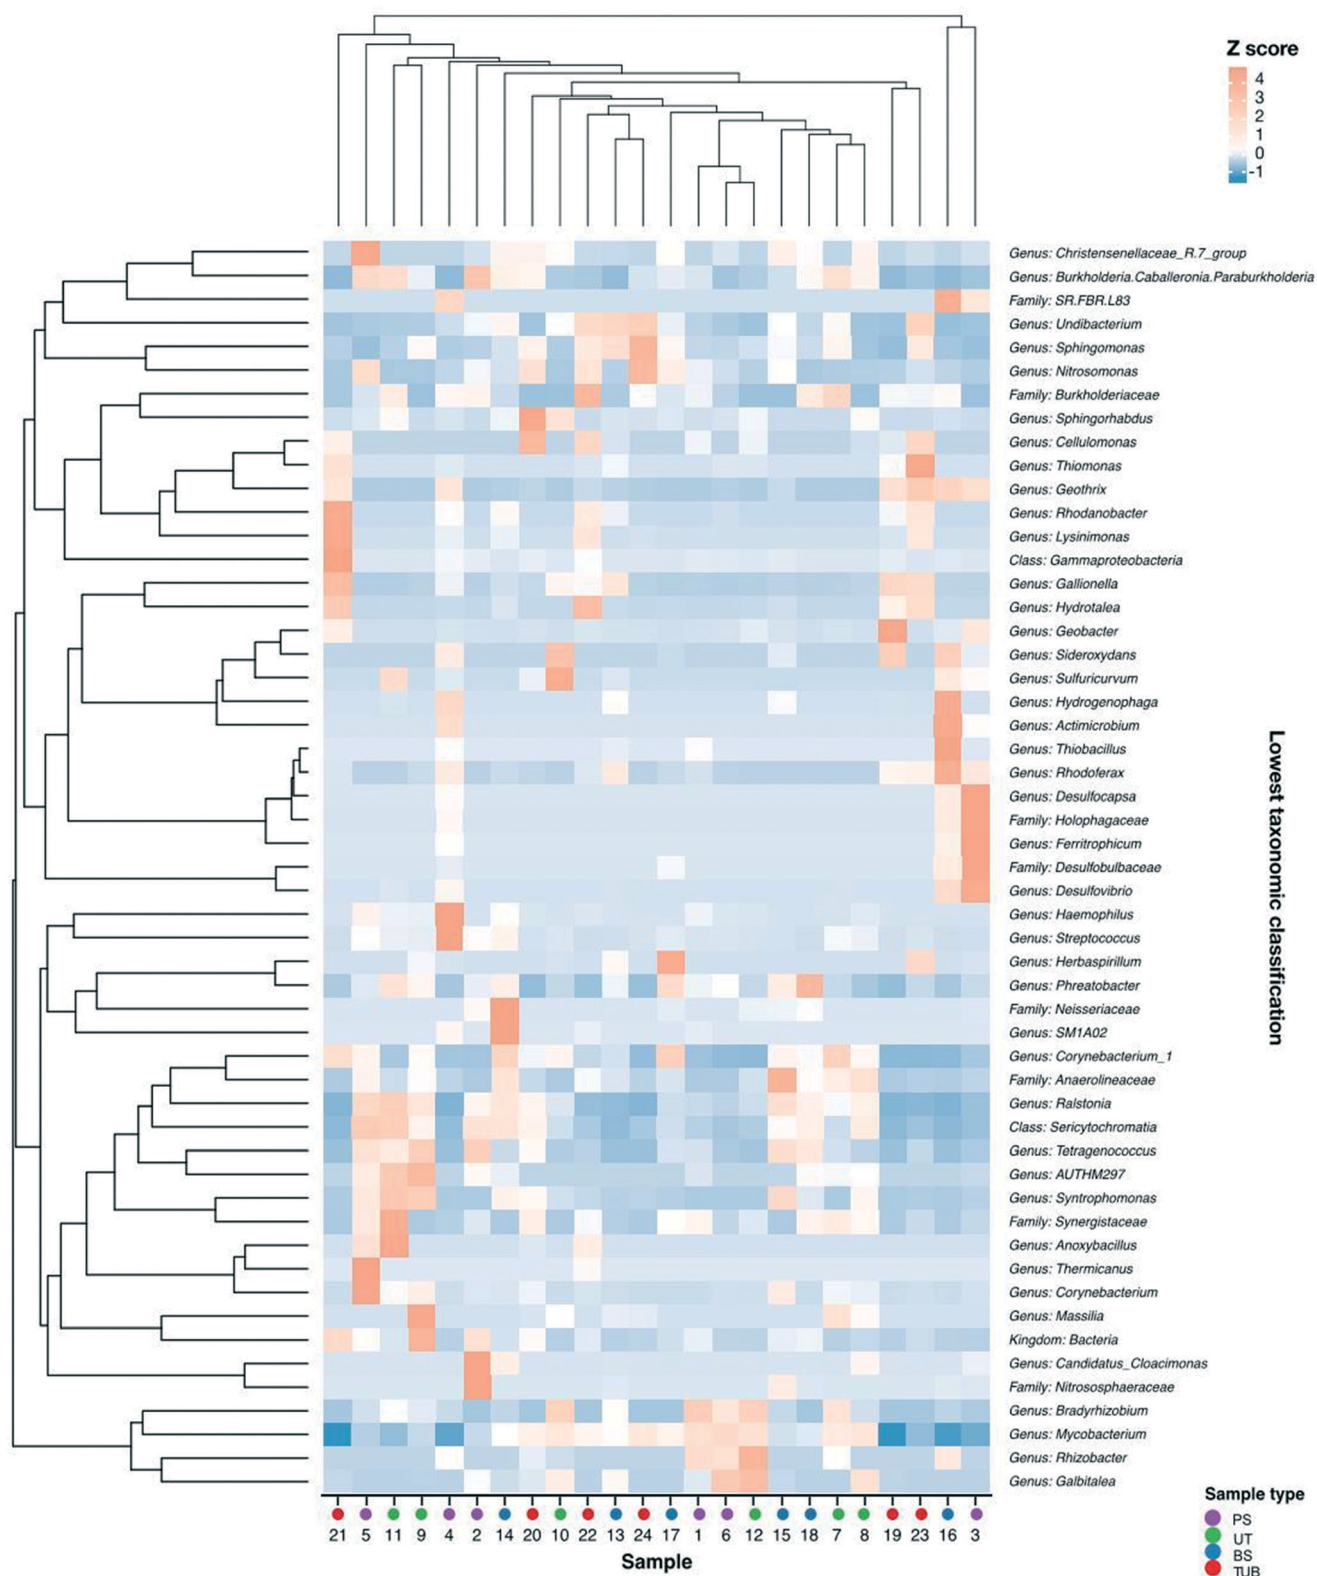 Z score
4
3
2
1
0
-1
Genus: Christensenellaceae_R.7_group
Genus: Burkholderia.Caballeronia.Paraburkholderia
Family: SR.FBR.L83
Genus: Undibacterium
Genus: Sphingomonas
Genus: Nitrosomonas
Family: Burkholderiaceae
Genus: Sphingorhabdus
Genus: Cellulomonas
Genus: Thiomonas
Genus: Geothrix
Genus: Rhodanobacter
Genus: Lysinimonas
Class: Gammaproteobacteria
Genus: Gallionella
Genus: Hydrotalea
Genus: Geobacter
Genus: Sideroxydans
Genus: Sulfuricurvum
Genus: Hydrogenophaga
Genus: Actimicrobium
Genus: Thiobacillus
Genus: Rhodoferax
Genus: Desulfocapsa
Family: Holophagaceae
Genus: Ferritrophicum
Family: Desulfobulbaceae
Genus: Desulfovibrio
Genus: Haemophilus
Genus: Streptococcus
Genus: Herbaspirillum
Genus: Phreatobacter
Family: Neisseriaceae
Genus: SM1A02
Genus: Corynebacterium_1
Family: Anaerolineaceae
Genus: Ralstonia
Class: Sericytochromatia
Genus: Tetragenococcus
Genus: AUTHM297
Genus: Syntrophomonas
Family: Synergistaceae
Genus: Anoxybacillus
Genus: Thermicanus
Genus: Corynebacterium
Genus: Massilia
Kingdom: Bacteria
Genus: Candidatus_Cloacimonas
Family: Nitrososphaeraceae
Genus: Bradyrhizobium
Genus: Mycobacterium
Genus: Rhizobacter
Genus: Galbitalea
Lowest taxonomic classification
21 5 11 9 4 2 14 20 10 22 13 24 17 1 6 12 15 18 7 8 19 23 16 3
Sample
Sample type
PS
UT
BS
TUB